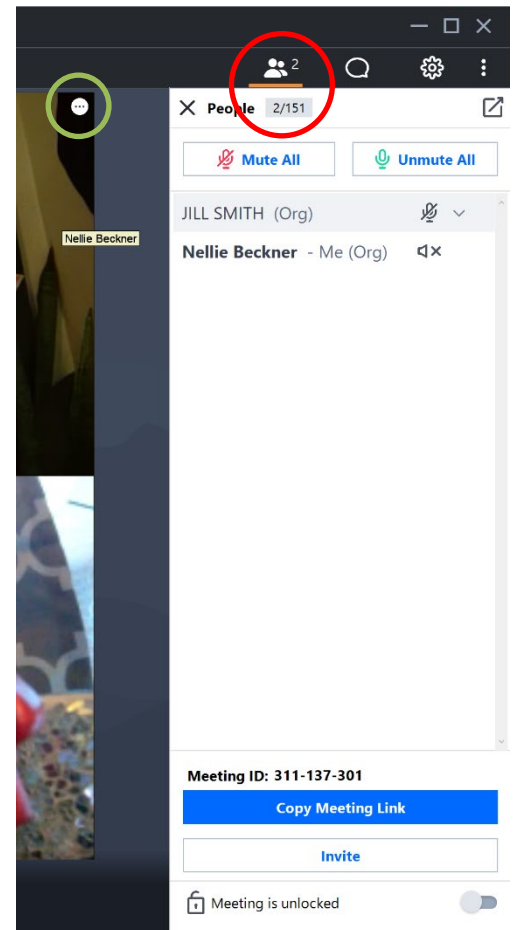 2
People 2/151
Mute All
Unmute All
JILL SMITH (Org)
Nellie Beckner
Nellie Beckner - Me (Org)
Meeting ID: 311-137-301
Copy Meeting Link
Invite
Meeting is unlocked